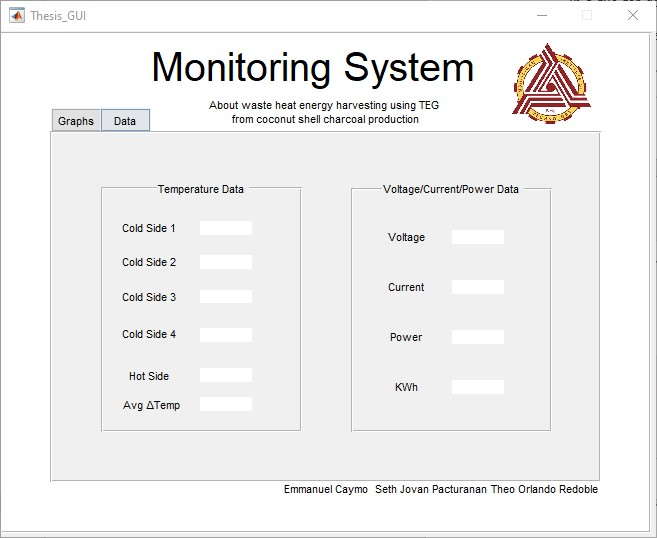 Thesis_GUI
Monitoring System
About waste heat energy harvesting using TEG
from coconut shell charcoal production
Graphs
Data
Temperature Data
Cold Side 1
Cold Side 2
Cold Side 3
Cold Side 4
Hot Side
Avg ΔTemp
Voltage/Current/Power Data
Voltage
Current
Power
KWh
Emmanuel Caymo Seth Jovan Pacturanan Theo Orlando Redoble